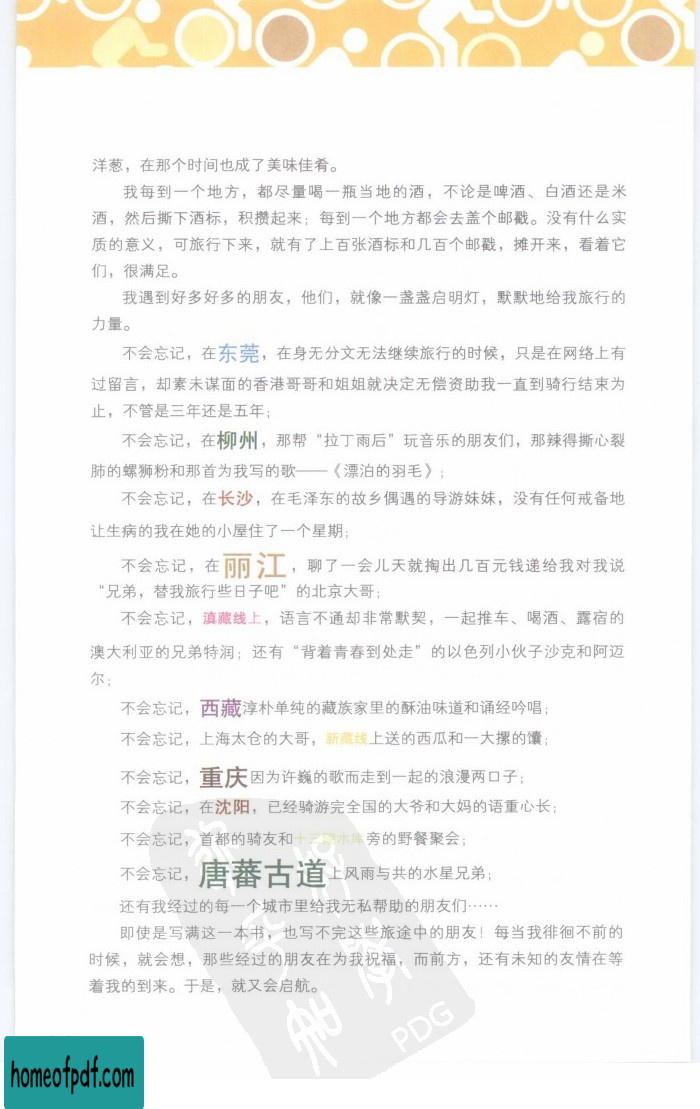 洋葱，在那个时间也成了美味佳肴。
我每到一个地方，都尽量喝一瓶当地的酒，不论是啤酒、白酒还是米
酒，然后撕下酒标，积攒起来；每到一个地方都会去盖个邮戳。没有什么实
质的意义，可旅行下来，就有了上百张酒标和几百个邮戳，摊开来，看着它
们，很满足。
我遇到好多好多的朋友，他们，就像一盏盏启明灯，默默地给我旅行的
力量。
不会忘记，在东莞，在身无分文无法继续旅行的时候，只是在网络上有
过留言，却素未谋面的香港哥哥和姐姐就决定无偿资助我一直到骑行结束为
止，不管是三年还是五年；
不会忘记，在柳州，那帮“拉丁雨后”玩音乐的朋友们，那辣得撕心裂
肺的螺狮粉和那首为我写的歌——《漂泊的羽毛》；
不会忘记，在长沙，在毛泽东的故乡偶遇的导游妹妹，没有任何戒备地
让生病的我在她的小屋住了一个星期；
不会忘记，在丽江，聊了一会儿天就掏出几百元钱递给我对我说
“兄弟，替我旅行些日子吧”的北京大哥；
不会忘记，滇藏线上，语言不通却非常默契，一起推车、喝酒、露宿的
澳大利亚的兄弟特润；还有“背着青春到处走”的以色列小伙子沙克和阿迈
尔；
不会忘记，西藏淳朴单纯的藏族家里的酥油味道和诵经吟唱；
不会忘记，上海太仓的大哥，新藏线上送的西瓜和一大摞的馕；
不会忘记，重庆因为许巍的歌而走到一起的浪漫两口子；
不会忘记，在沈阳，已经骑游完全国的大爷和大妈的语重心长；
不会忘记，首都的骑友和十三陵水库旁的野餐聚会；
不会忘记，唐蕃古道上风雨与共的水星兄弟；
还有我经过的每一个城市里给我无私帮助的朋友们……
即使是写满这一本书，也写不完这些旅途中的朋友！每当我徘徊不前的
时候，就会想，那些经过的朋友在为我祝福，而前方，还有未知的友情在等
着我的到来。于是，就又会启航。
PDG
homeofpdf.com